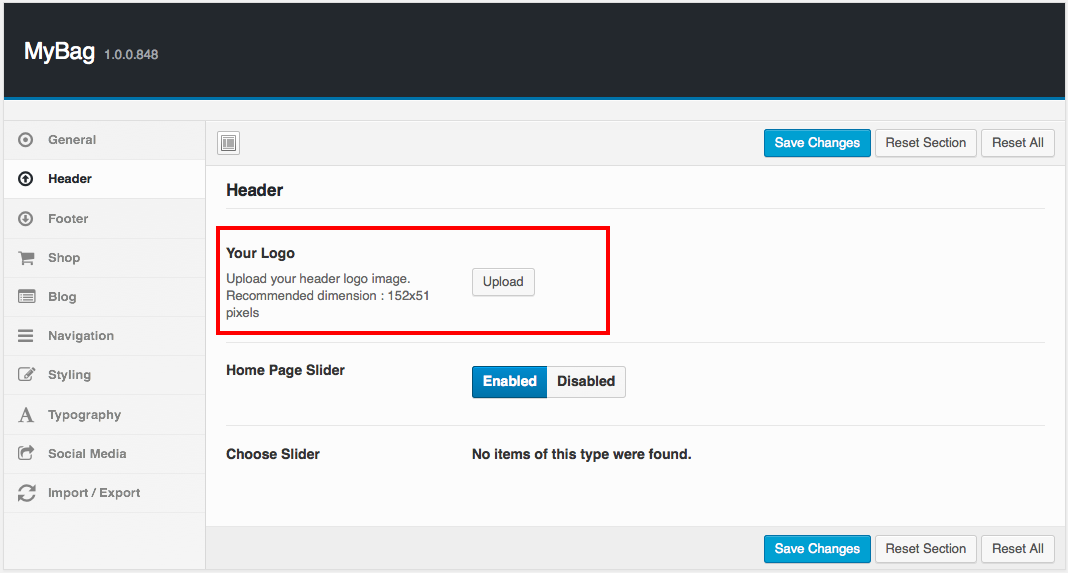 MyBag 1.0.0.848
General
Header
Footer
Shop
Blog
Navigation
Styling
Typography
Social Media
Import / Export
Save Changes
Reset Section
Reset All
Header
Your Logo
Upload your header logo image.
Recommended dimension : 152x51
pixels
Upload
Home Page Slider
Enabled
Disabled
Choose Slider
No items of this type were found.
Save Changes
Reset Section
Reset All